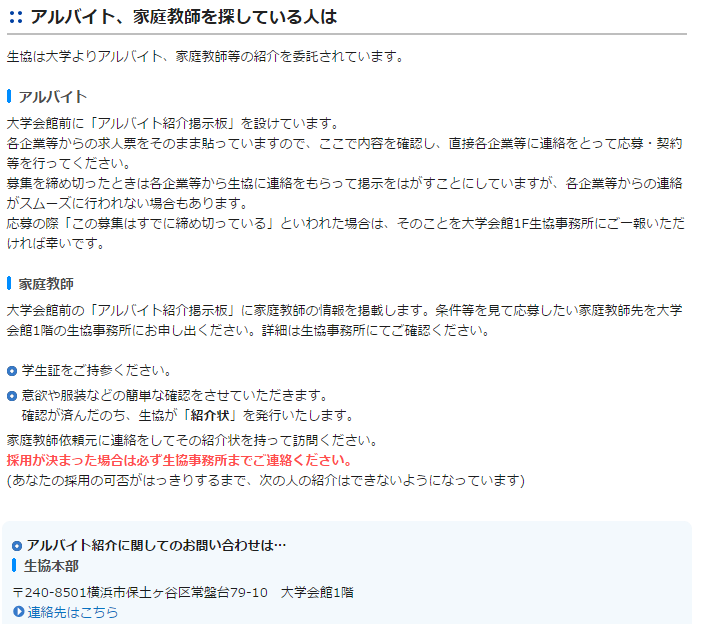 アルバイト、家庭教師を探している人は
生協は大学よりアルバイト、家庭教師等の紹介を委託されています。
アルバイト
大学会館前に「アルバイト紹介掲示板」を設けています。
各企業等からの求人票をそのまま貼っていますので、ここで内容を確認し、直接各企業等に連絡をとって応募・契約
等を行ってください。
募集を締め切ったときは各企業等から生協に連絡をもらって掲示をはがすことにしていますが、各企業等からの連絡
がスムーズに行われない場合もあります。
応募の際「この募集はすでに締め切っている」といわれた場合は、そのことを大学会館1F生協事務所にご一報いただ
ければ幸いです。
家庭教師
大学会館前の「アルバイト紹介掲示板」に家庭教師の情報を掲載します。条件等を見て応募したい家庭教師先を大学
会館1階の生協事務所にお申し出ください。詳細は生協事務所にてご確認ください。
学生証をご持参ください。
意欲や服装などの簡単な確認をさせていただきます。
確認が済んだのち、生協が「紹介状」を発行いたします。
家庭教師依頼元に連絡をしてその紹介状を持って訪問ください。
採用が決まった場合は必ず生協事務所までご連絡ください。
(あなたの採用の可否がはっきりするまで、次の人の紹介はできないようになっています)
アルバイト紹介に関してのお問い合わせは…
生協本部
〒240-8501横浜市保土ヶ谷区常盤台79-10　大学会館1階
連絡先はこちら